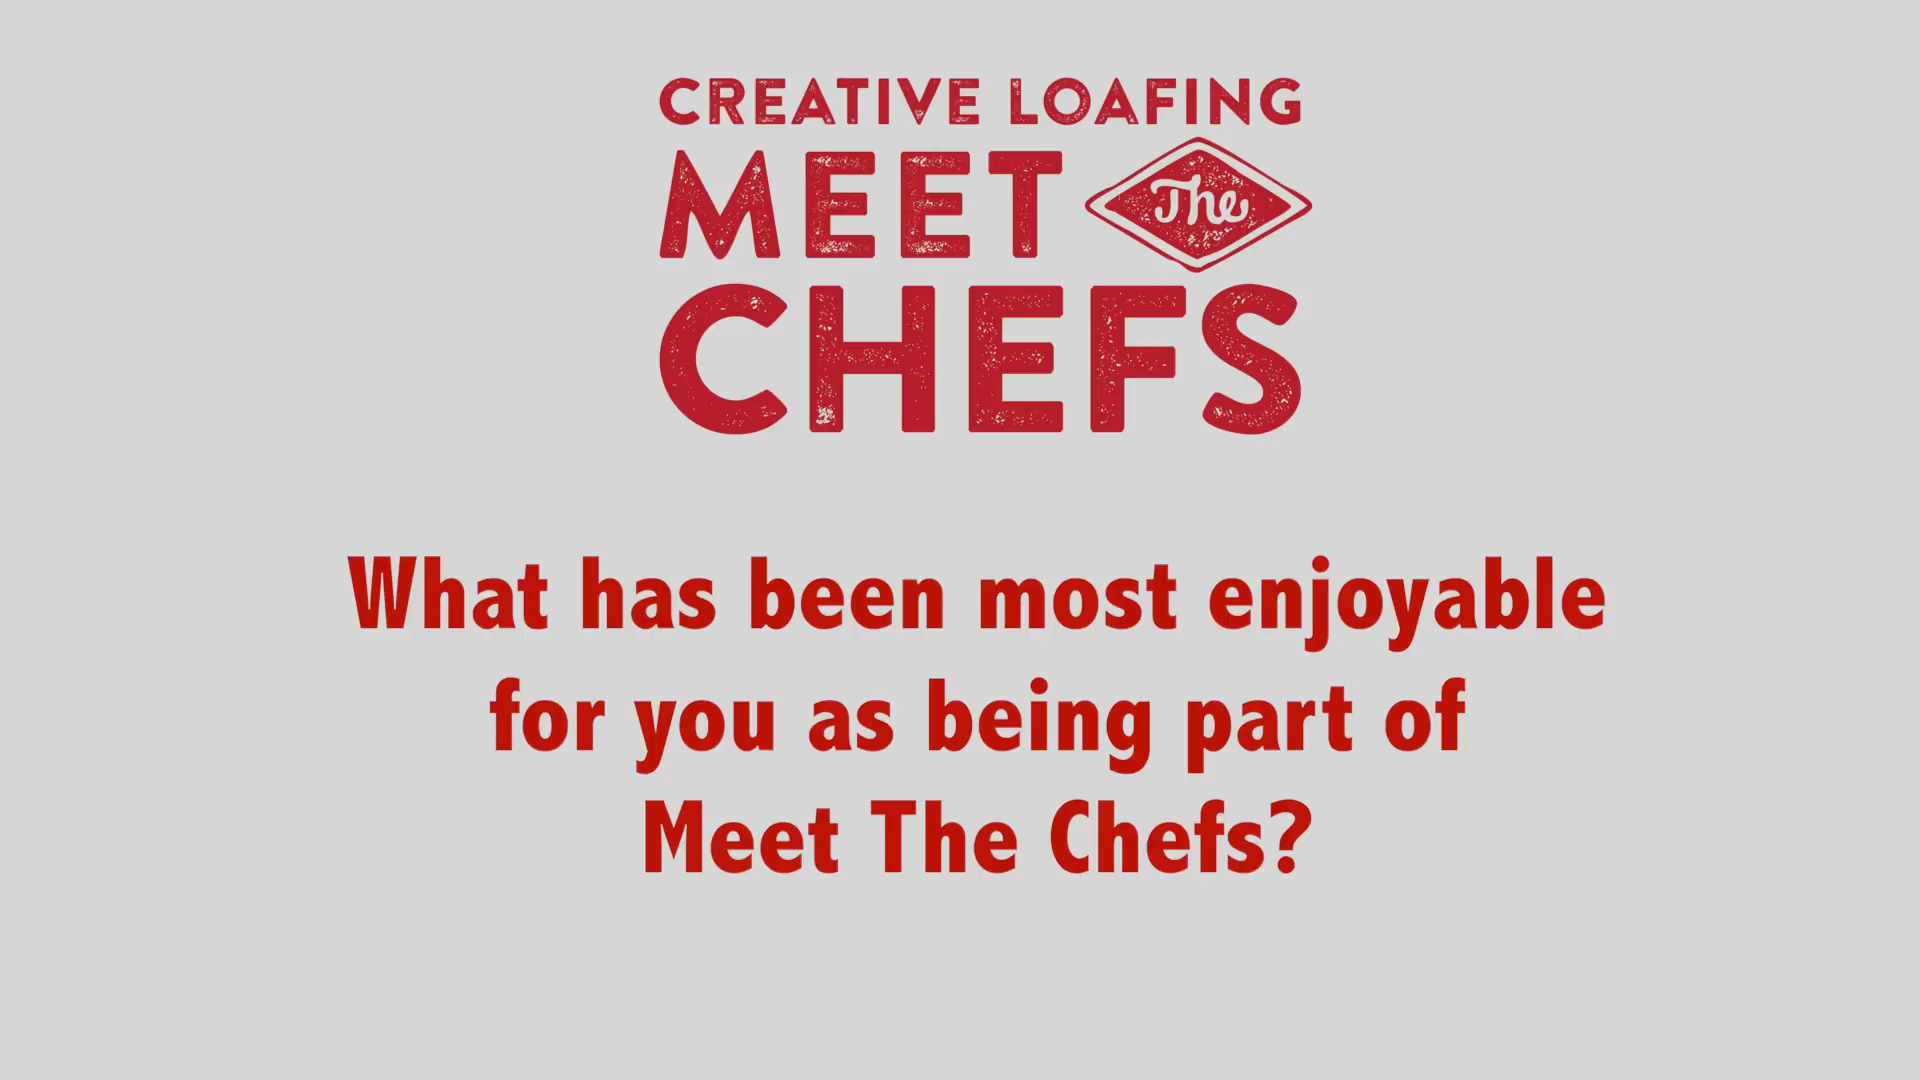 CREATIVE LOAFING
MEET The
CHEFS
What has been most enjoyable
for you as being part of
Meet The Chefs?